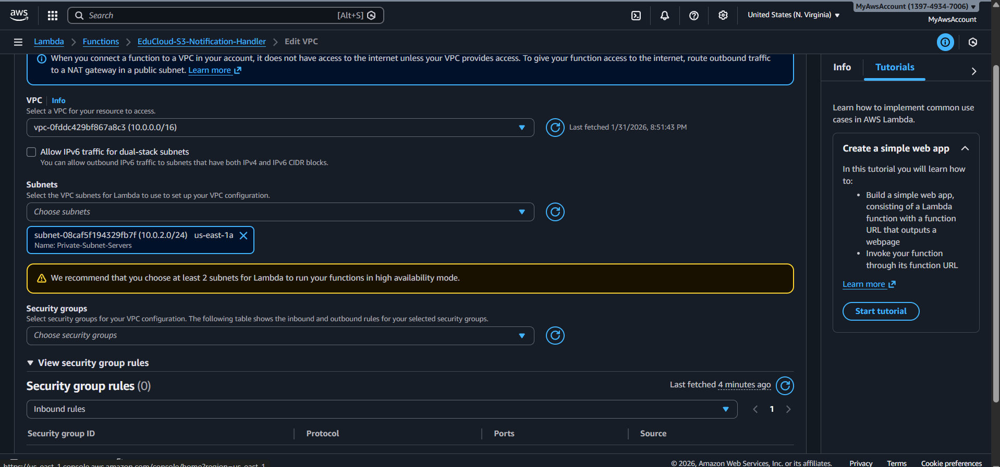 aws
Search
[Alt+S]
United States (N. Virginia)
MyAwsAccount (1397-4934-7006)
MyAwsAccount
Lambda
Functions
EduCloud-S3-Notification-Handler
Edit VPC
When you connect a function to a VPC in your account, it does not have access to the internet unless your VPC provides access. To give your function access to the internet, route outbound traffic
to a NAT gateway in a public subnet. Learn more
VPC
Info
Select a VPC for your resource to access.
vpc-0fddc429bf867a8c3 (10.0.0.0/16)
Last fetched 1/31/2026, 8:51:43 PM
Allow IPv6 traffic for dual-stack subnets
You can allow outbound IPv6 traffic to subnets that have both IPv4 and IPv6 CIDR blocks.
Subnets
Select the VPC subnets for Lambda to use to set up your VPC configuration.
Choose subnets
subnet-08caf5f194329fb7f (10.0.2.0/24) us-east-1a
Name: Private-Subnet-Servers
We recommend that you choose at least 2 subnets for Lambda to run your functions in high availability mode.
Security groups
Select security groups for your VPC configuration. The following table shows the inbound and outbound rules for your selected security groups.
Choose security groups
View security group rules
Security group rules (0)
Last fetched 4 minutes ago
Inbound rules
1
Security group ID
Protocol
Ports
Source
Info
Tutorials
Learn how to implement common use
cases in AWS Lambda.
Create a simple web app
In this tutorial you will learn how
to:
• Build a simple web app,
consisting of a Lambda
function with a function
URL that outputs a
webpage
• Invoke your function
through its function URL
Learn more
Start tutorial
https://us-east-1.console.aws.amazon.com/console/home?region=us-east-1
© 2026, Amazon Web Services, Inc. or its affiliates.
Privacy
Terms
Cookie preferences